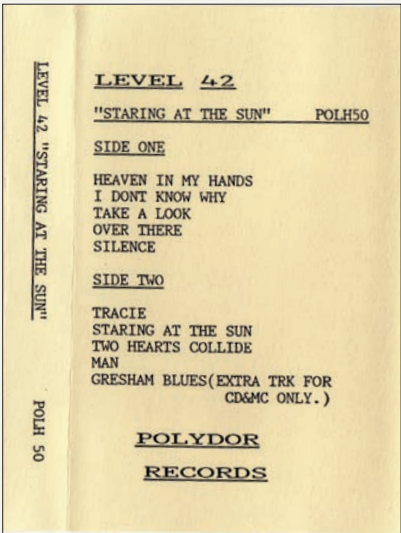 LEVEL 42 "STARING AT THE SUN" POLH 50
LEVEL 42
"STARING AT THE SUN" POLH50
SIDE ONE
HEAVEN IN MY HANDS
I DONT KNOW WHY
TAKE A LOOK
OVER THERE
SILENCE
SIDE TWO
TRACIE
STARING AT THE SUN
TWO HEARTS COLLIDE
MAN
GRESHAM BLUES(EXTRA TRK FOR
CD&MC ONLY.)
POLYDOR
RECORDS